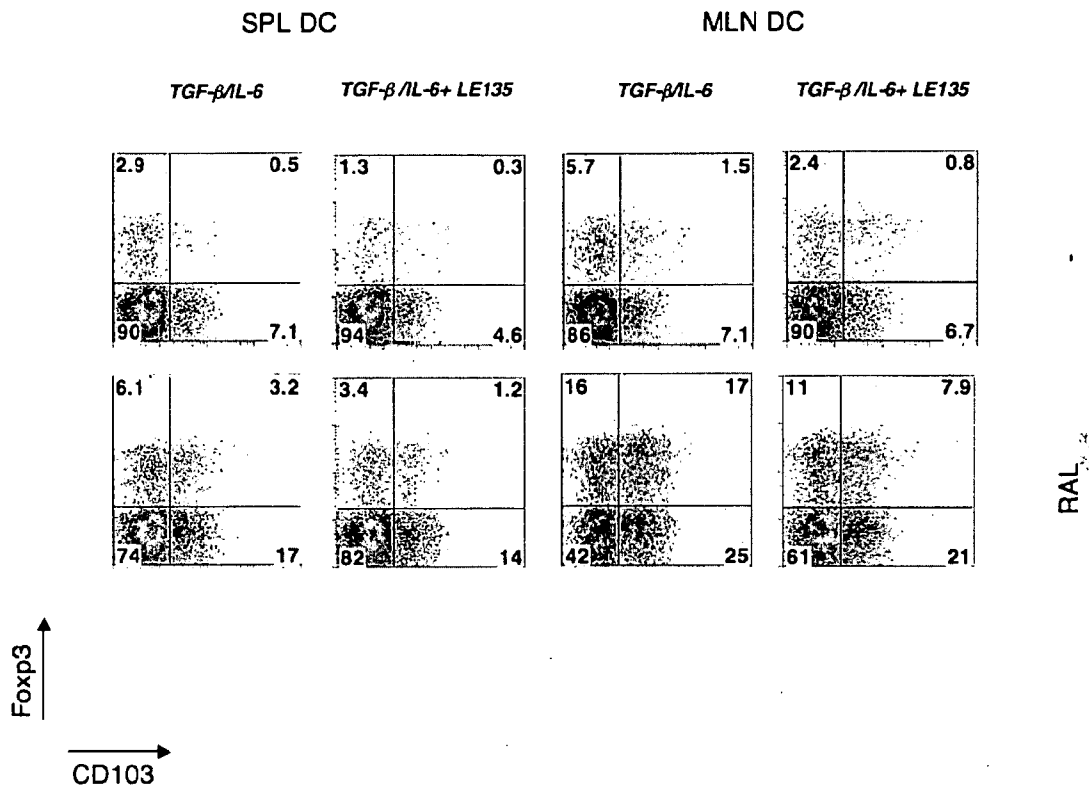 SPL DC MLN DC
TGF-β/IL-6 TGF-β/IL-6+ LE135 TGF-β/IL-6 TGF-β/IL-6+ LE135
2.9 0.5 1.3 0.3 5.7 1.5 2.4 0.8
90 7.1 94 4.6 86 7.1 90 6.7
6.1 3.2 3.4 1.2 16 17 11 7.9
74 17 82 14 42 25 61 21
RAL
Foxp3
CD103